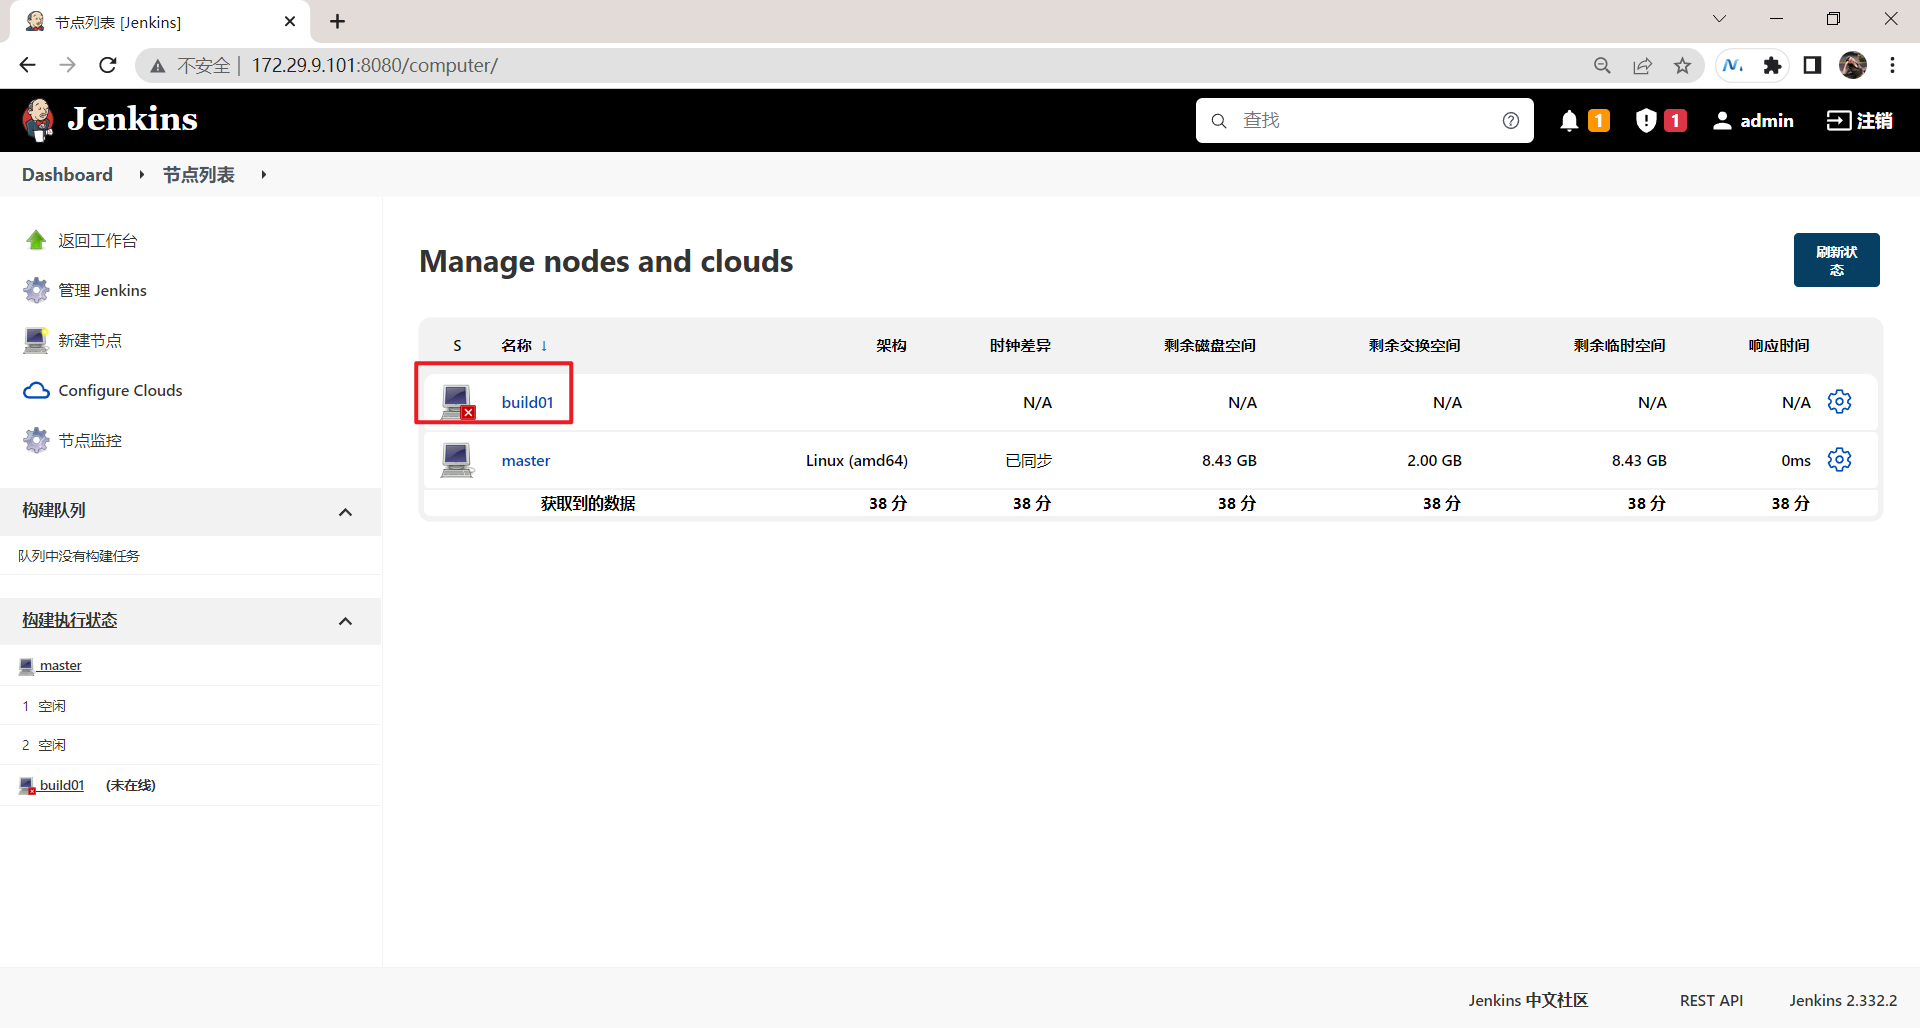 节点列表 [Jenkins]
不安全 172.29.9.101:8080/computer/
Jenkins
查找
1
1
admin
注销
Dashboard 节点列表
返回工作台
管理 Jenkins
新建节点
Configure Clouds
节点监控
构建队列
队列中没有构建任务
构建执行状态
master
1 空闲
2 空闲
build01 (未在线)
Manage nodes and clouds
刷新状
态
S 名称 ↓ 架构 时钟差异 剩余磁盘空间 剩余交换空间 剩余临时空间 响应时间
build01 N/A N/A N/A N/A N/A
master Linux (amd64) 已同步 8.43 GB 2.00 GB 8.43 GB 0ms
获取到的数据 38 分 38 分 38 分 38 分 38 分 38 分
Jenkins 中文社区 REST API Jenkins 2.332.2